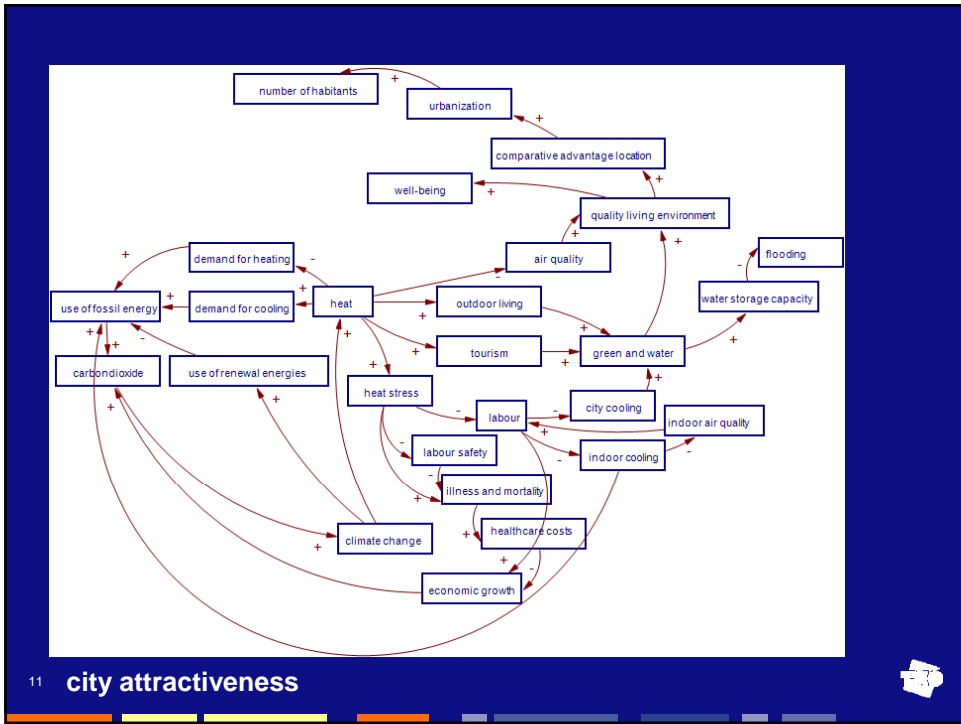 number of habitants
urbanization
comparative advantage location
well-being
quality living environment
demand for heating
air quality
flooding
use of fossil energy
demand for cooling
heat
outdoor living
water storage capacity
carbondioxide
use of renewal energies
tourism
green and water
heat stress
labour
city cooling
indoor air quality
labour safety
indoor cooling
illness and mortality
healthcare costs
climate change
economic growth
+
+
+
+
+
+
+
-
-
+
+
-
+
+
+
+
-
+
+
+
+
+
+
+
+
-
-
+
-
-
-
-
+
+
+
+
-
+
11 city attractiveness